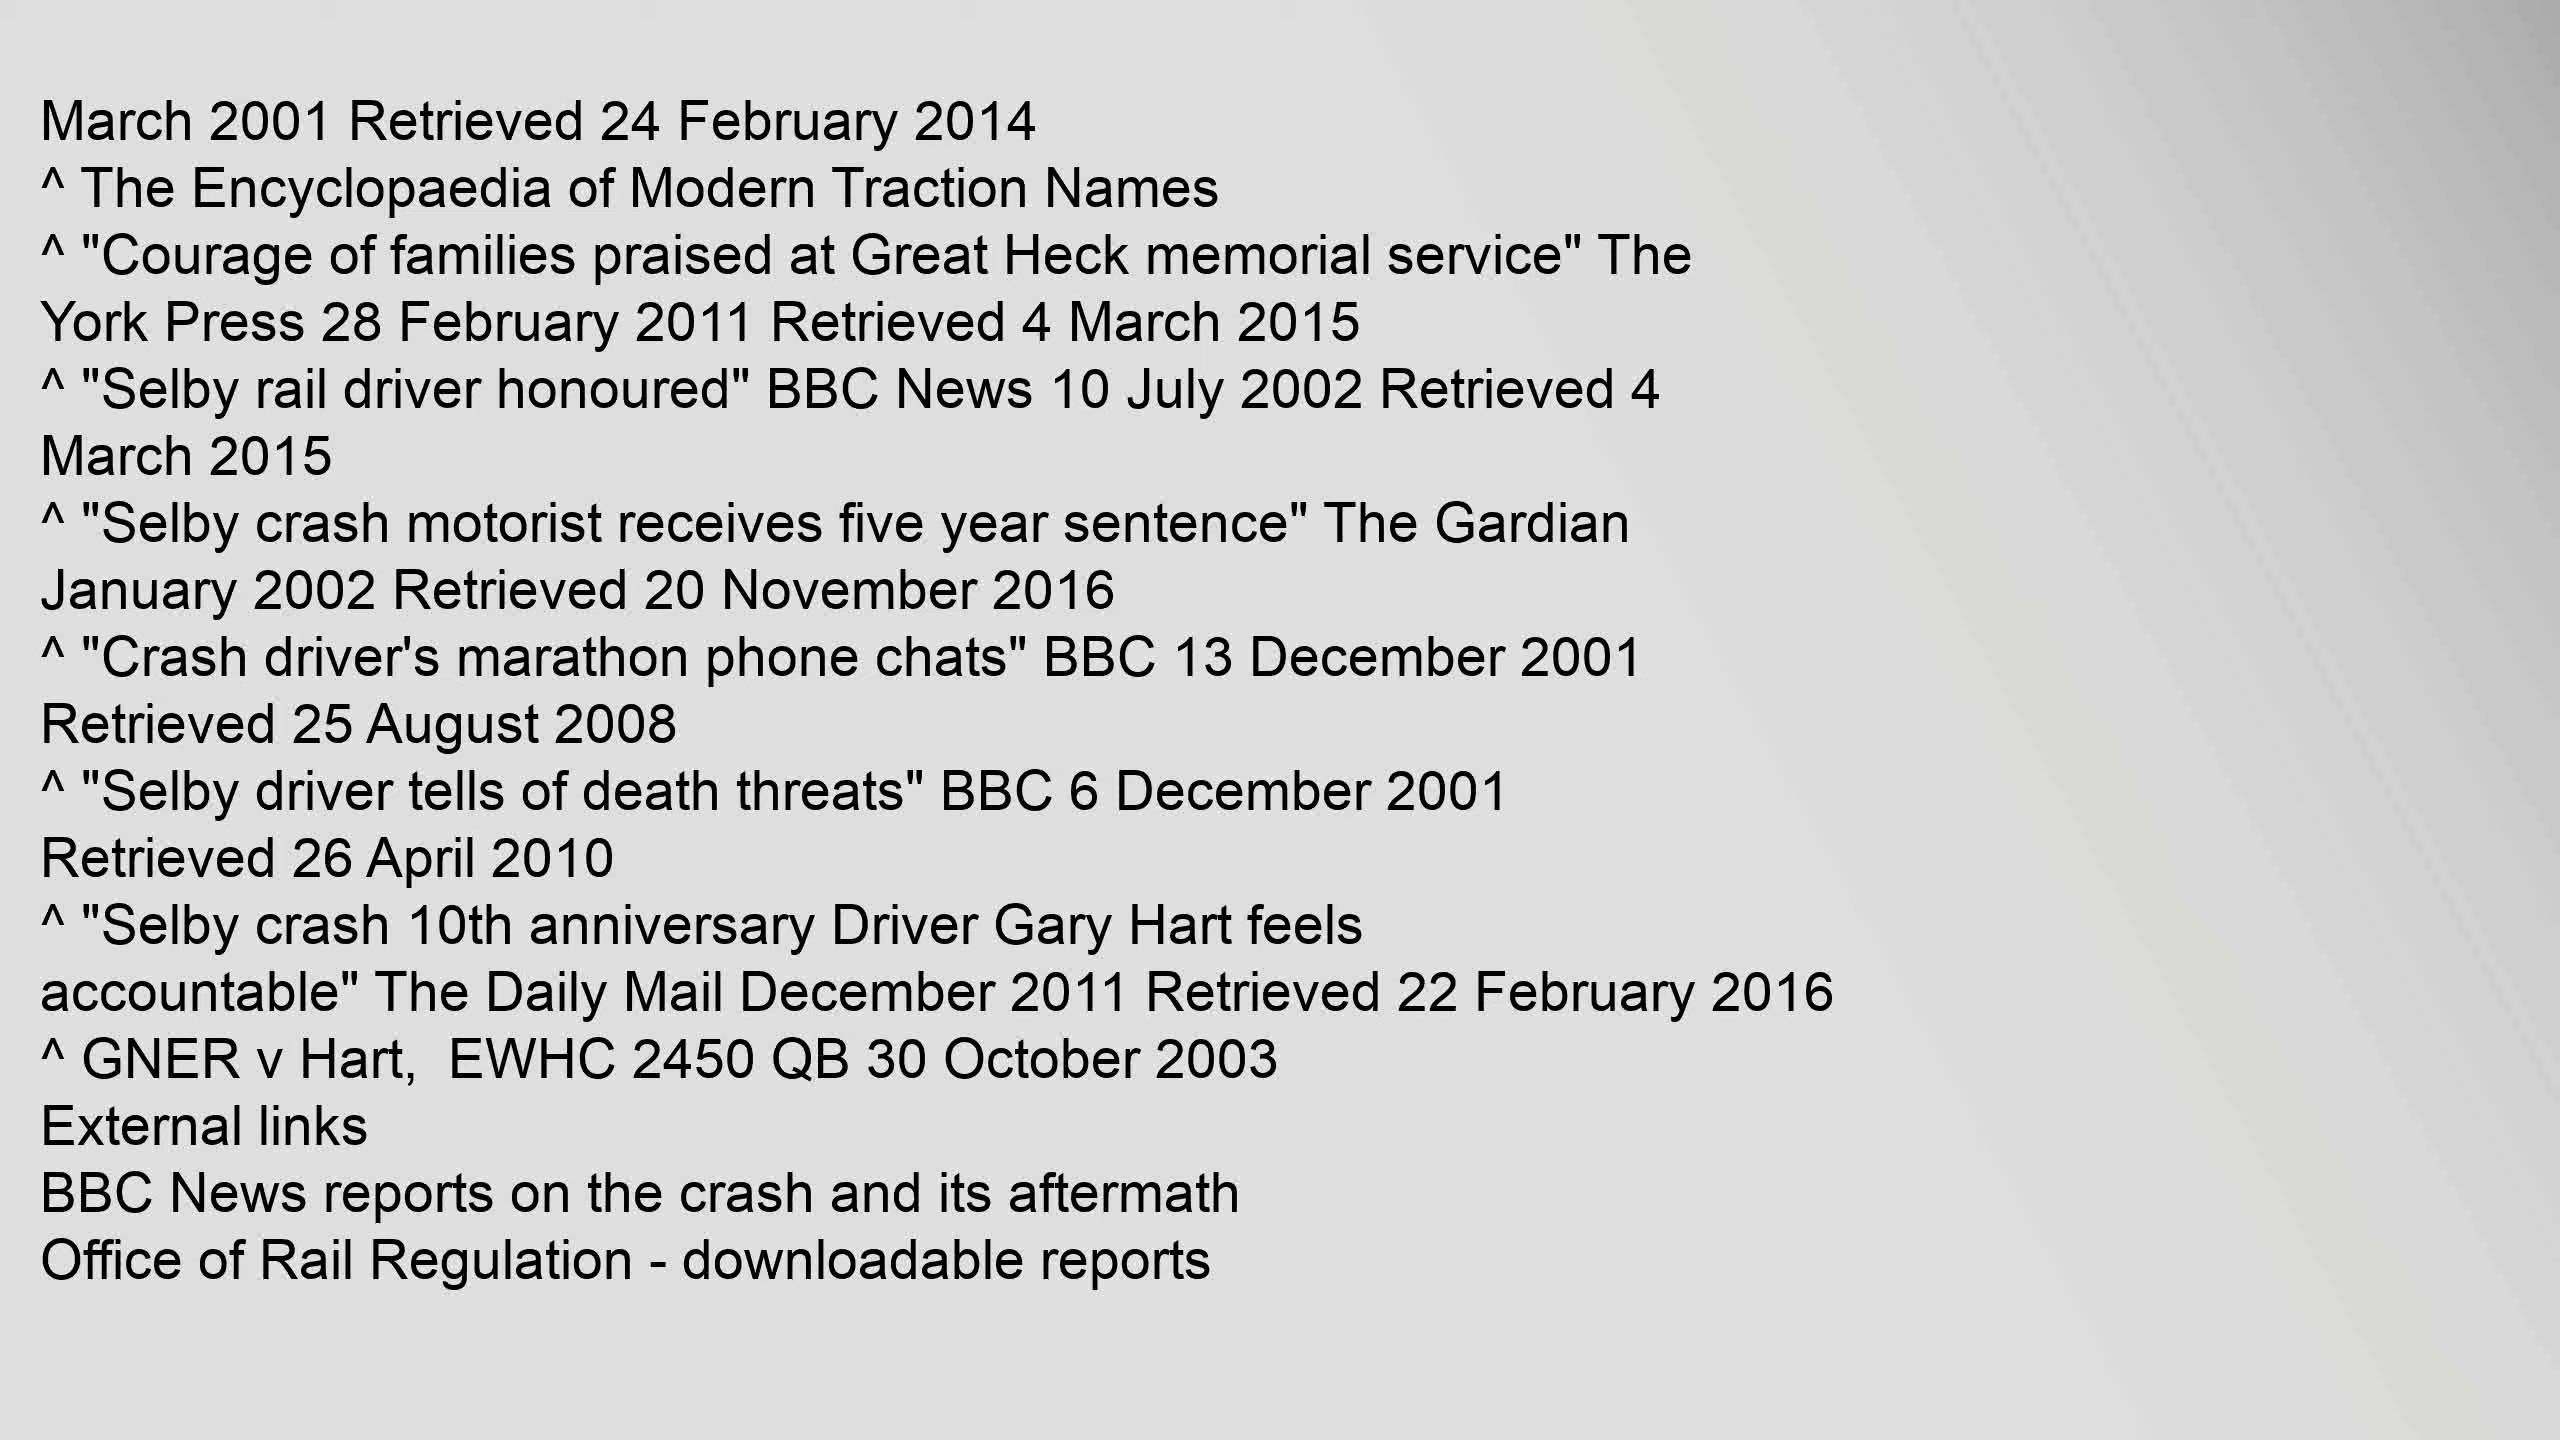 March 2001 Retrieved 24 February 2014
^ The Encyclopaedia of Modern Traction Names
^ "Courage of families praised at Great Heck memorial service" The
York Press 28 February 2011 Retrieved 4 March 2015
^ "Selby rail driver honoured" BBC News 10 July 2002 Retrieved 4
March 2015
^ "Selby crash motorist receives five year sentence" The Gardian
January 2002 Retrieved 20 November 2016
^ "Crash driver's marathon phone chats" BBC 13 December 2001
Retrieved 25 August 2008
^ "Selby driver tells of death threats" BBC 6 December 2001
Retrieved 26 April 2010
^ "Selby crash 10th anniversary Driver Gary Hart feels
accountable" The Daily Mail December 2011 Retrieved 22 February 2016
^ GNER v Hart,  EWHC 2450 QB 30 October 2003
External links
BBC News reports on the crash and its aftermath
Office of Rail Regulation - downloadable reports